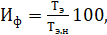 Иф = Тэ/Тэ.н 100,